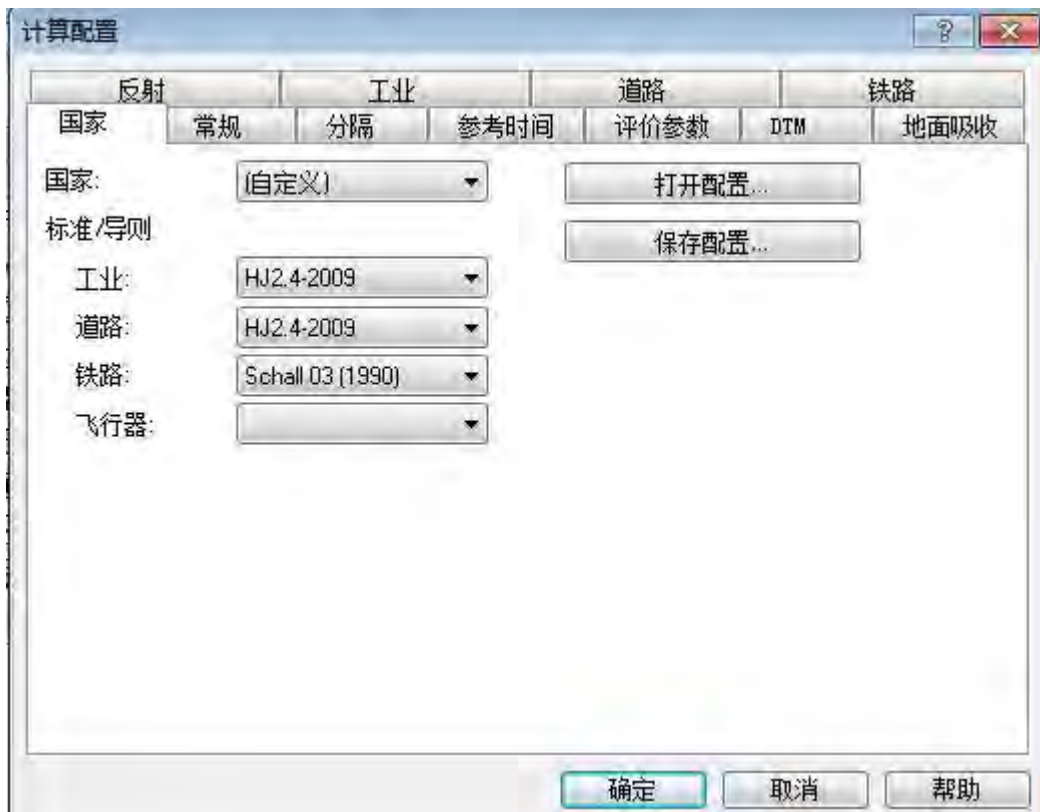 计算配置
反射 工业 道路 铁路
国家 常规 分隔 参考时间 评价参数 DTM 地面吸收
国家: (自定义) 打开配置...
标准/导则 保存配置...
工业: HJ2.4-2009
道路: HJ2.4-2009
铁路: Schall 03 (1990)
飞行器:
确定 取消 帮助